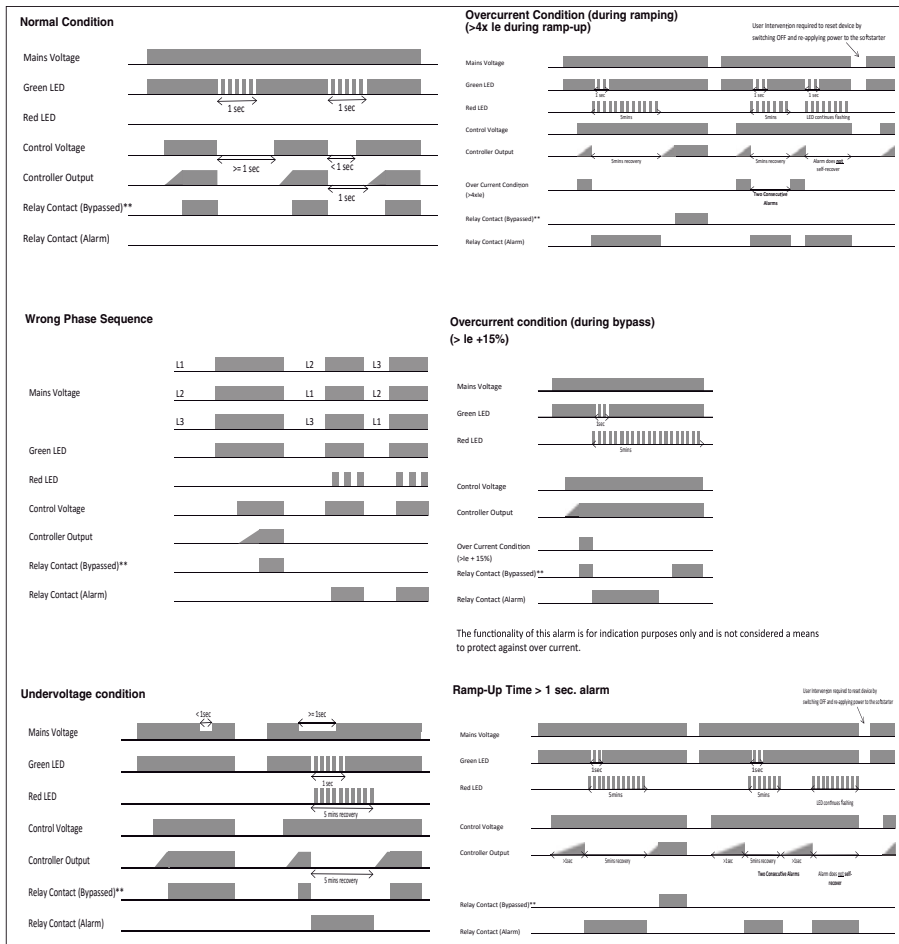 Normal Condition
Mains Voltage
Green LED
1 sec
1 sec
Red LED
Control Voltage
>= 1 sec
< 1 sec
Controller Output
1 sec
Relay Contact (Bypassed)**
Relay Contact (Alarm)
Overcurrent Condition (during ramping)
(>4x Ie during ramp-up)
User Intervention required to reset device by
switching OFF and re-applying power to the softstarter
Mains Voltage
Green LED
1 sec
1 sec
1 sec
Red LED
5mins
5mins
LED continues flashing
Control Voltage
Controller Output
5mins recovery
5mins recovery
Alarm does not
self-recover
Over Current Condition
(>4xIe)
Two Consecutive
Alarms
Relay Contact (Bypassed)**
Relay Contact (Alarm)
Wrong Phase Sequence
L1
L2
L3
Mains Voltage
L2
L1
L2
L3
L3
L1
Green LED
Red LED
Control Voltage
Controller Output
Relay Contact (Bypassed)**
Relay Contact (Alarm)
Overcurrent condition (during bypass)
(> Ie +15%)
Mains Voltage
Green LED
1sec
Red LED
5mins
Control Voltage
Controller Output
Over Current Condition
(>Ie + 15%)
Relay Contact (Bypassed)**
Relay Contact (Alarm)
The functionality of this alarm is for indication purposes only and is not considered a means
to protect against over current.
Undervoltage condition
< 1sec
>= 1sec
Mains Voltage
Green LED
1 sec
Red LED
5 mins recovery
Control Voltage
Controller Output
5 mins recovery
Relay Contact (Bypassed)**
Relay Contact (Alarm)
Ramp-Up Time > 1 sec. alarm
User Intervention required to reset device by
switching OFF and re-applying power to the softstarter
Mains Voltage
Green LED
1sec
1sec
Red LED
5mins
5mins
LED continues flashing
Control Voltage
Controller Output
>1sec
5mins recovery
>1sec
5mins recovery
>1sec
Two Consecutive Alarms
Alarm does not self-
recover
Relay Contact (Bypassed)**
Relay Contact (Alarm)